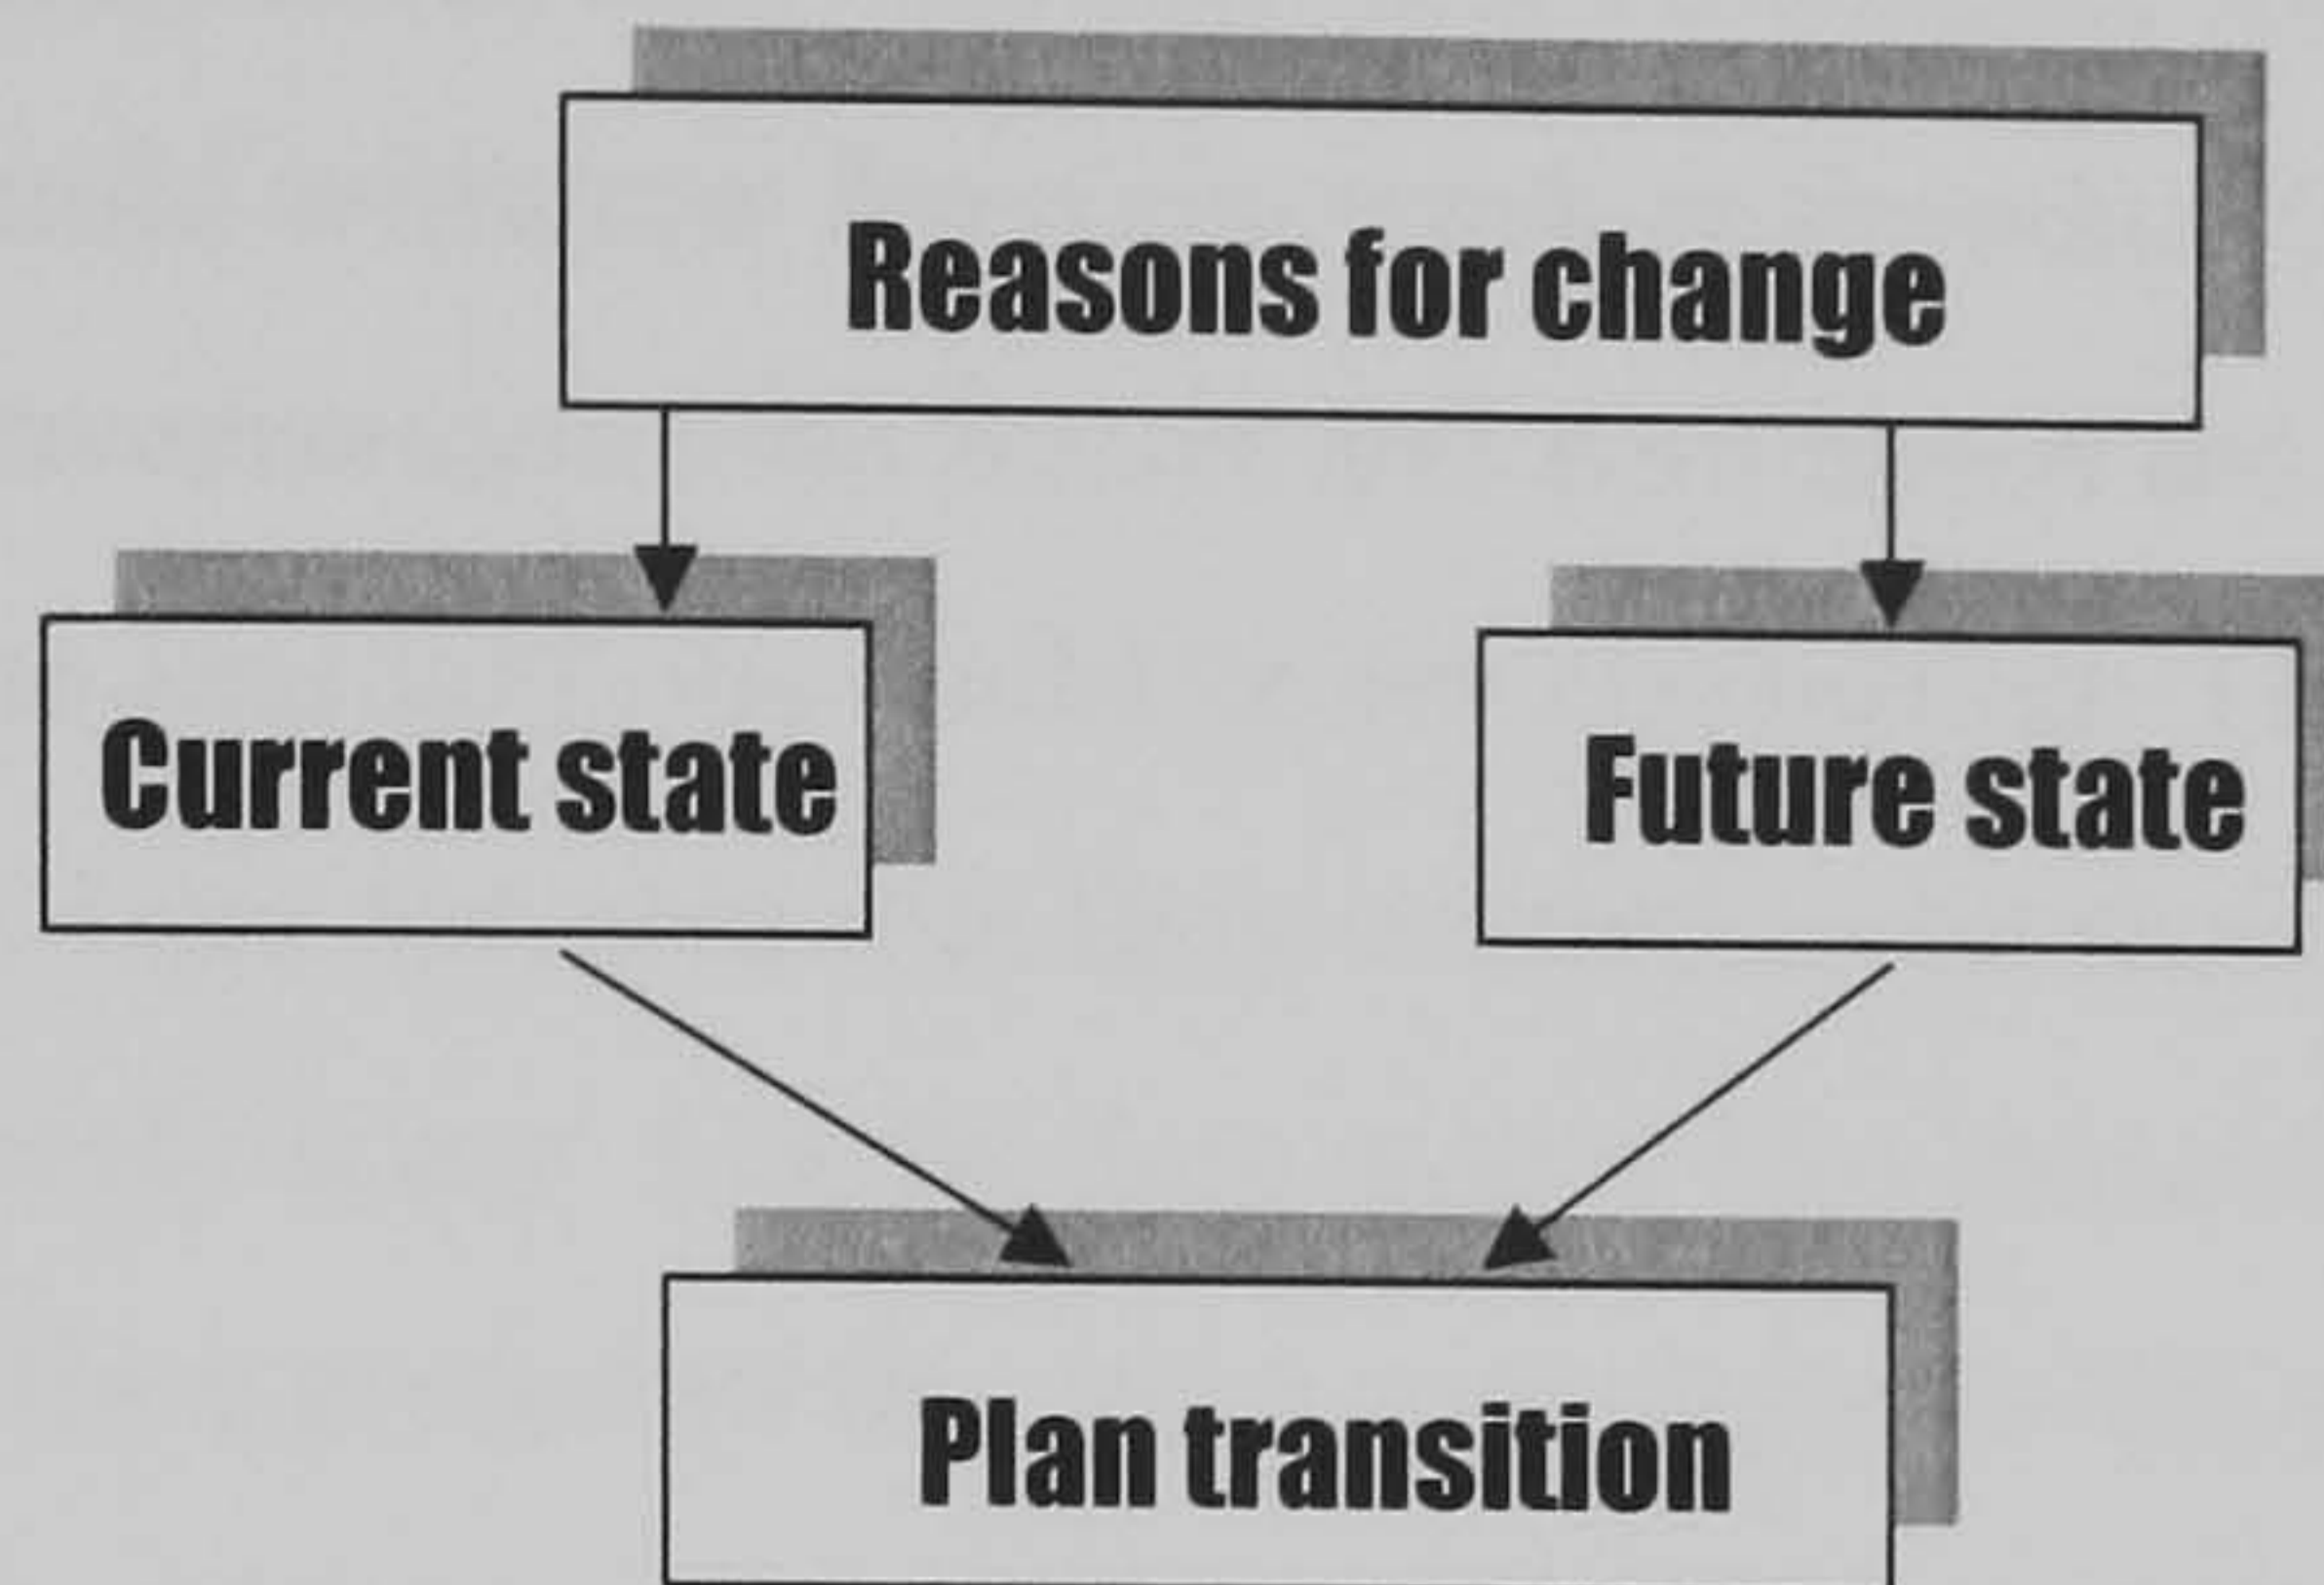 Reasons for change
Current state
Future state
Plan transition